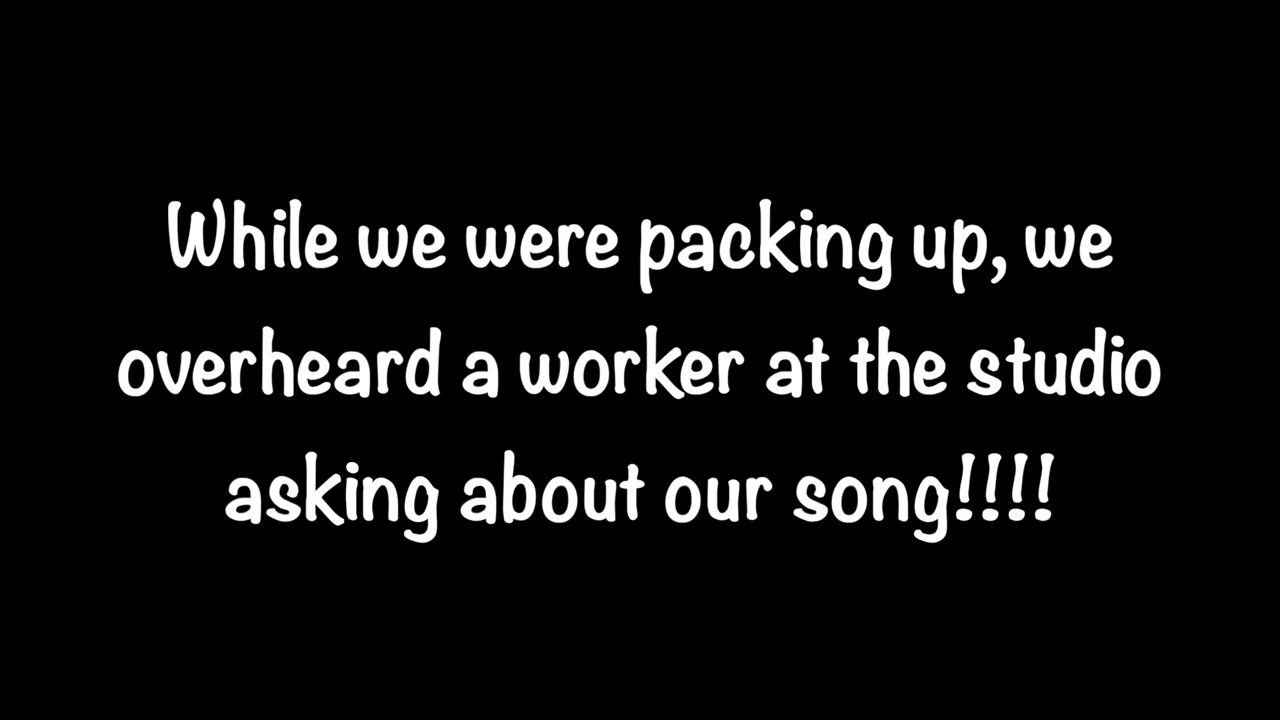 While we were packing up, we
overheard a worker at the studio
asking about our song!!!!